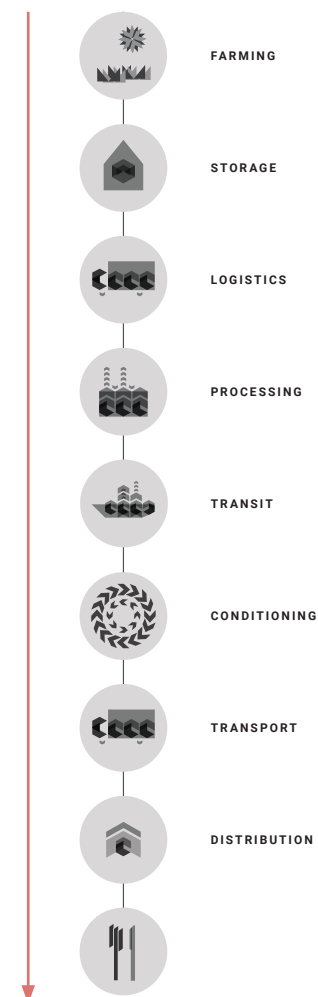 FARMING
STORAGE
LOGISTICS
PROCESSING
TRANSIT
CONDITIONING
TRANSPORT
DISTRIBUTION